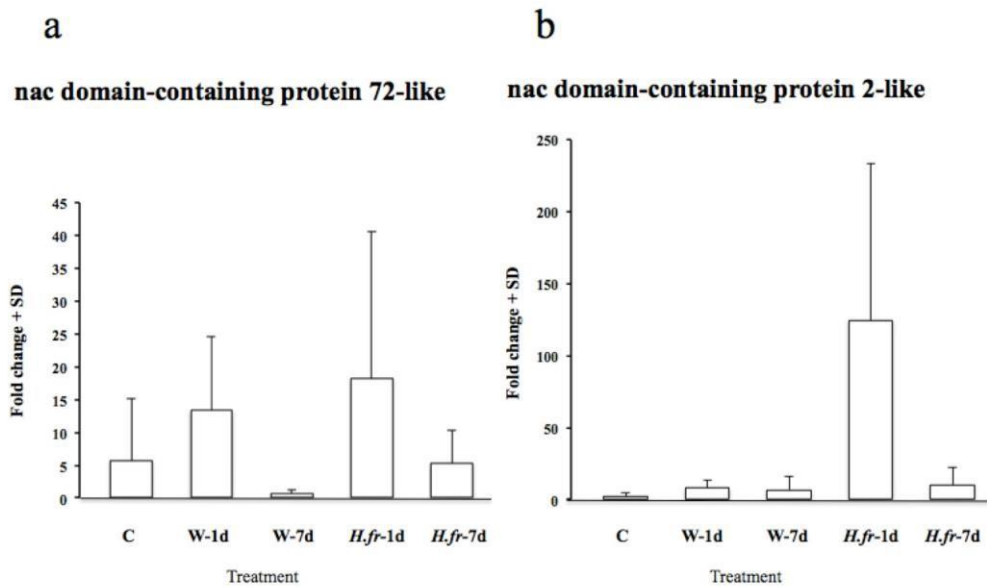 a
nac domain-containing protein 72-like
Fold change + SD
45
40
35
30
25
20
15
10
5
0
C W-1d W-7d H.fr-1d H.fr-7d
Treatment
b
nac domain-containing protein 2-like
Fold change + SD
250
200
150
100
50
0
C W-1d W-7d H.fr-1d H.fr-7d
Treatment